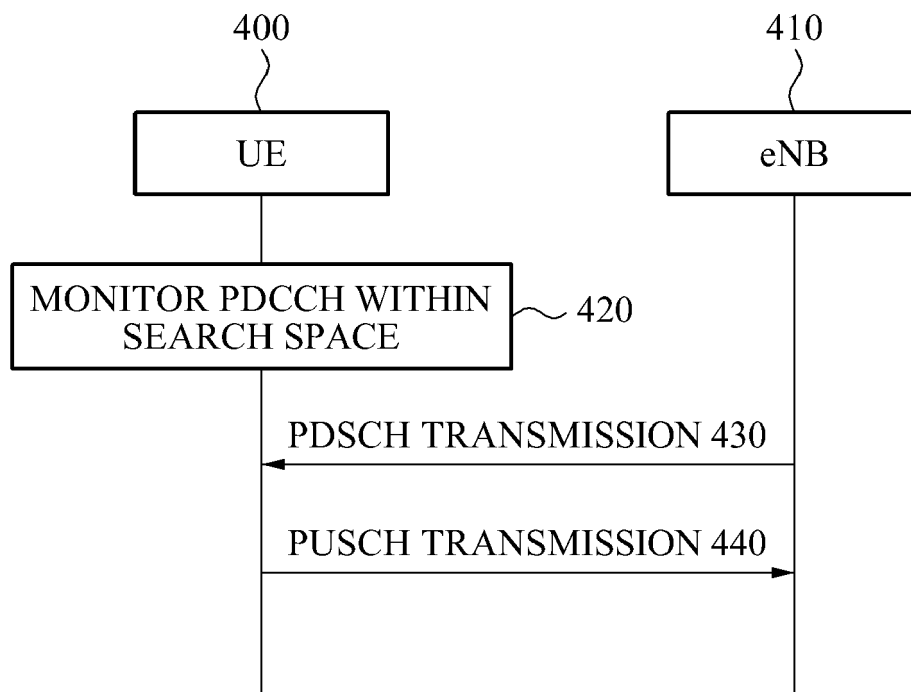 400
410
UE
eNB
MONITOR PDCCH WITHIN
SEARCH SPACE
420
PDSCH TRANSMISSION 430
PUSCH TRANSMISSION 440